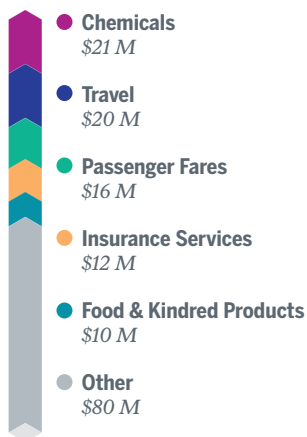 Chemicals
$21 M
Travel
$20 M
Passenger Fares
$16 M
Insurance Services
$12 M
Food & Kindred Products
$10 M
Other
$80 M